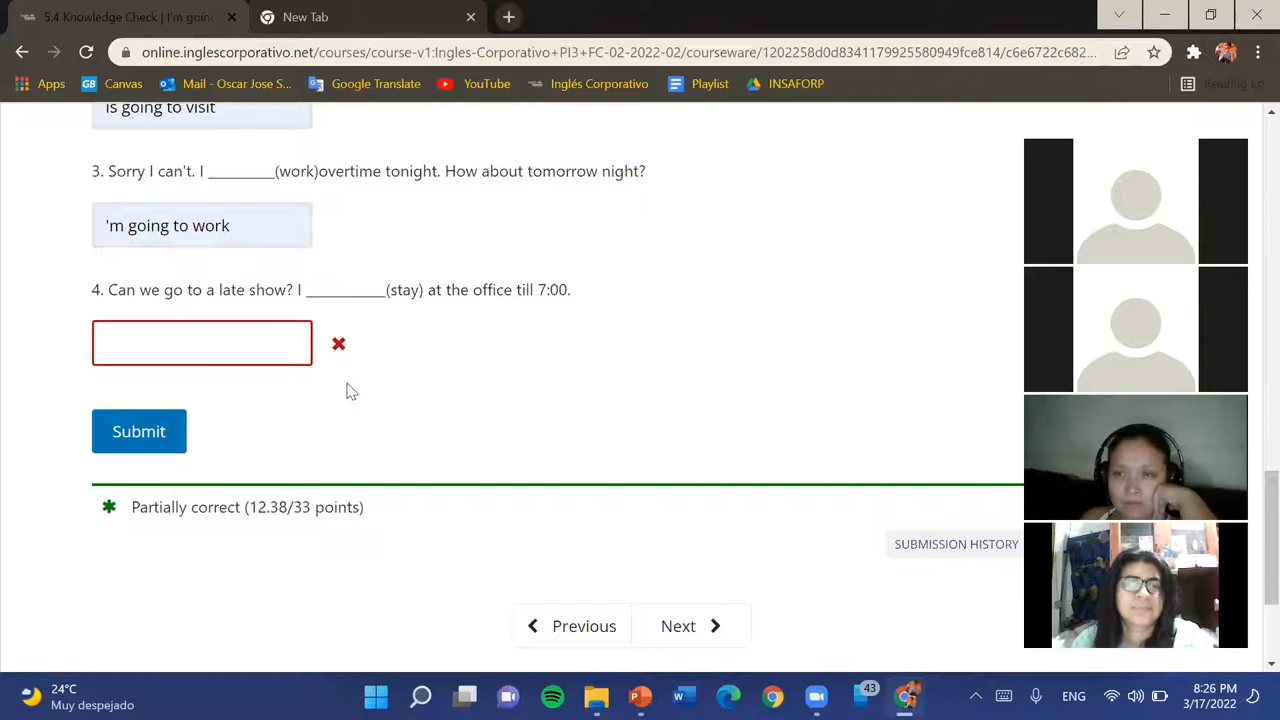 5.4 Knowledge Check | I'm goin
New Tab
online.inglescorporativo.net/courses/course-v1:Ingles-Corporativo+PI3+FC-02-2022-02/courseware/1202258d0d8341179925580949fce814/c6e6722c682...
Apps
Canvas
Mail - Oscar Jose S...
Google Translate
YouTube
Inglés Corporativo
Playlist
INSAFORP
Reading list
is going to visit
3. Sorry I can't. I _________(work)overtime tonight. How about tomorrow night?
'm going to work
4. Can we go to a late show? I __________(stay) at the office till 7:00.
Submit
Partially correct (12.38/33 points)
SUBMISSION HISTORY
Previous
Next
24°C
Muy despejado
43
ENG
8:26 PM
3/17/2022